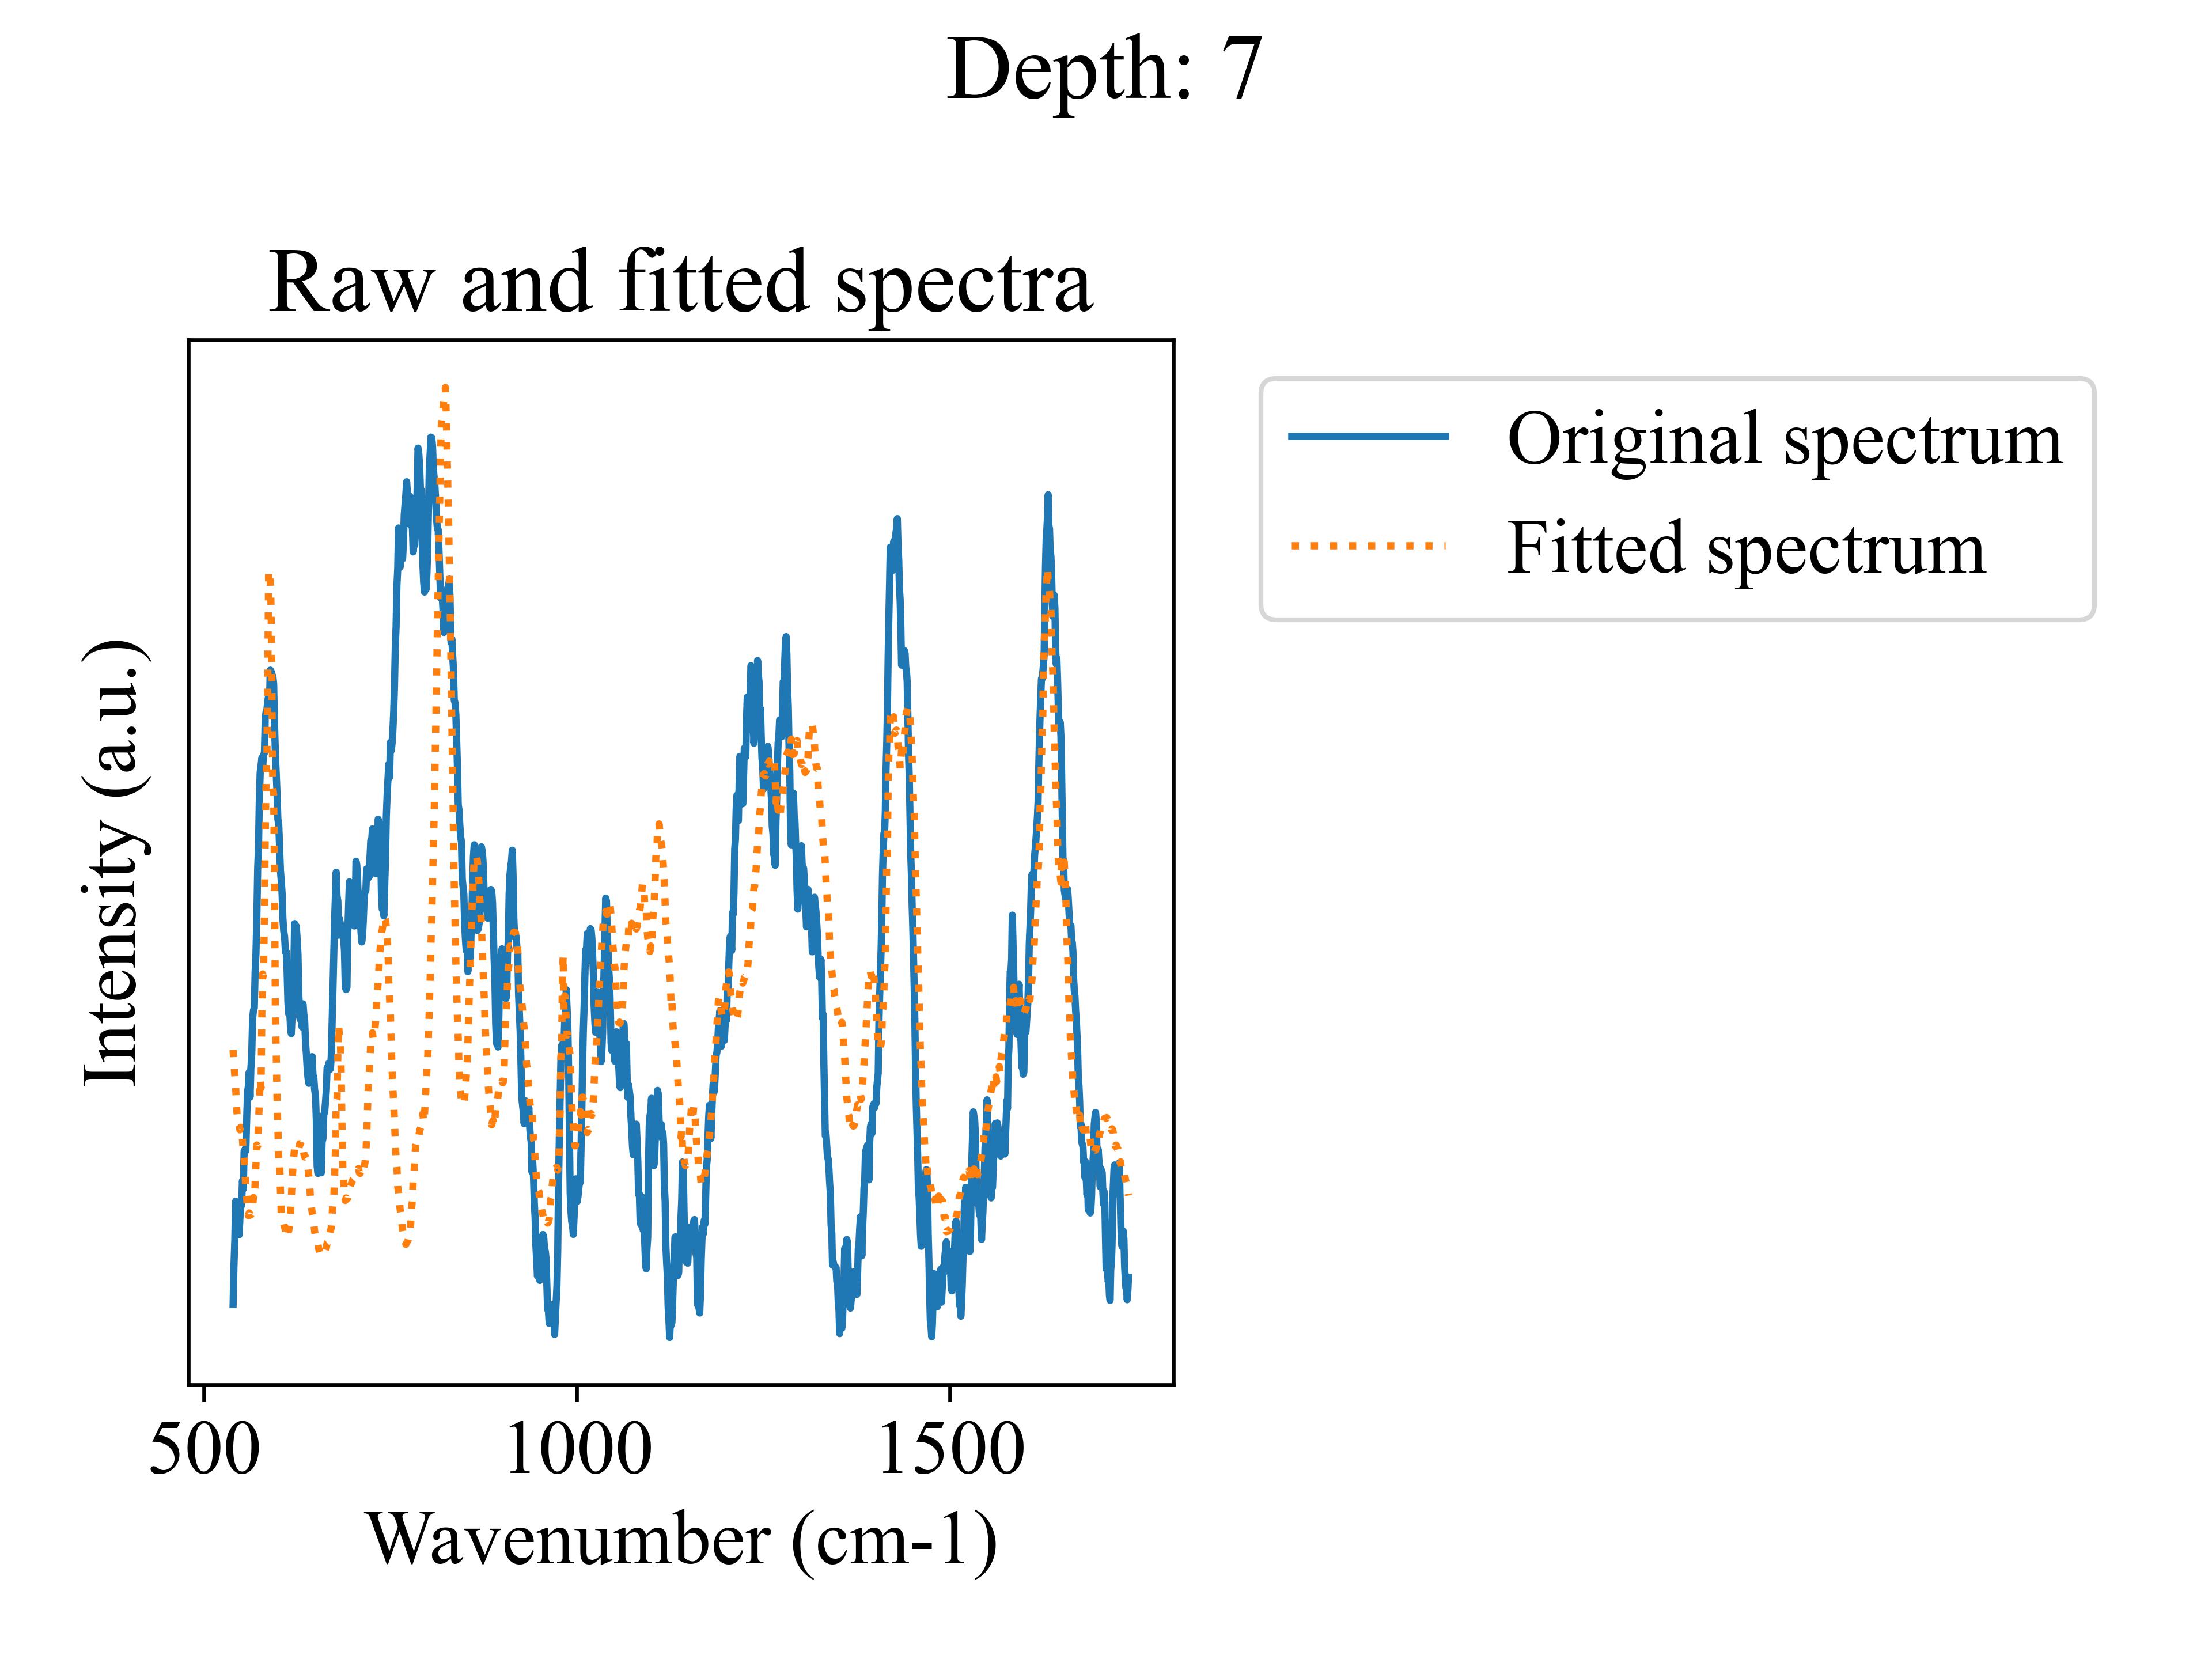 Depth: 7
Raw and fitted spectra
Original spectrum
Fitted spectrum
Intensity (a.u.)
500 1000 1500
Wavenumber (cm-1)